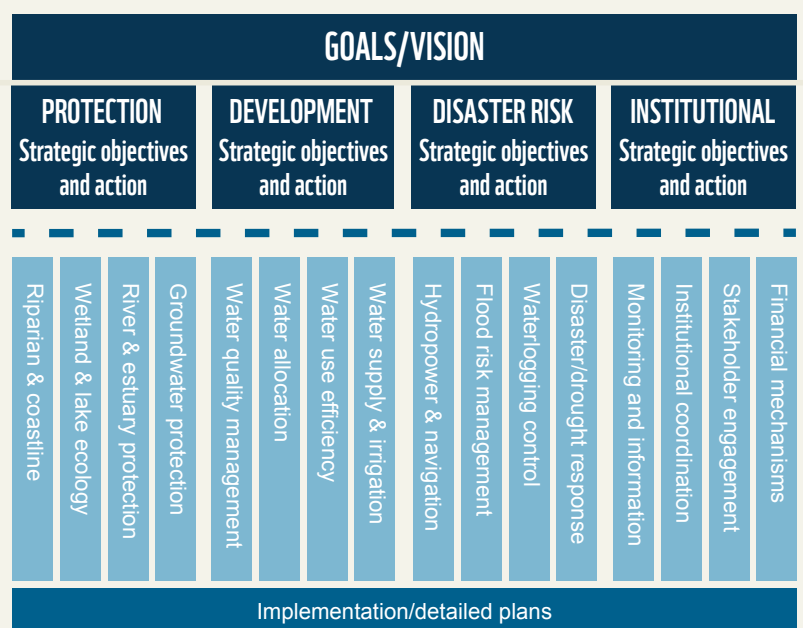 GOALS/VISION
PROTECTION
Strategic objectives
and action
DEVELOPMENT
Strategic objectives
and action
DISASTER RISK
Strategic objectives
and action
INSTITUTIONAL
Strategic objectives
and action
Riparian & coastline
Wetland & lake ecology
River & estuary protection
Groundwater protection
Water quality management
Water allocation
Water use efficiency
Water supply & irrigation
Hydropower & navigation
Flood risk management
Waterlogging control
Disaster/drought response
Monitoring and information
Institutional coordination
Stakeholder engagement
Financial mechanisms
Implementation/detailed plans